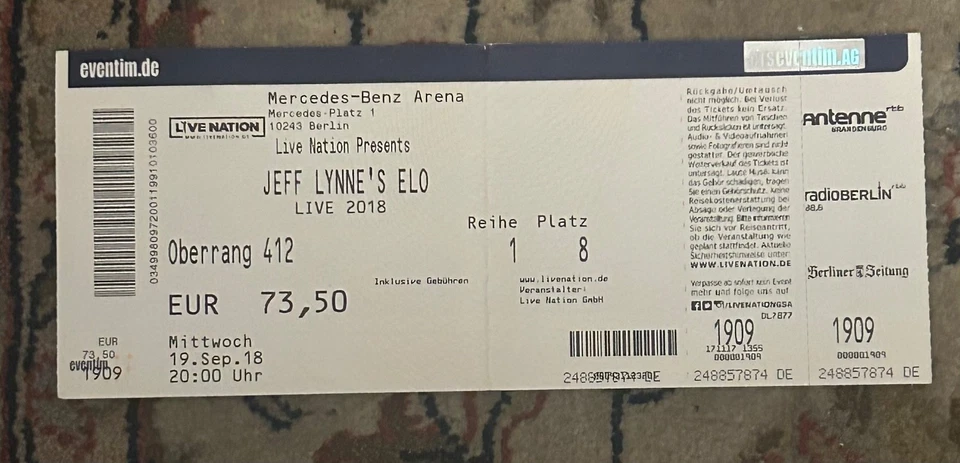 eventim.de
eventim.AG
Mercedes-Benz Arena
Mercedes-Platz 1
10243 Berlin
LIVE NATION
WWW.LIVENATION.DE
Live Nation Presents
JEFF LYNNE'S ELO
LIVE 2018
Reihe Platz
Oberrang 412 1 8
Inklusive Gebühren
www.livenation.de
Veranstalter:
Live Nation GmbH
EUR 73,50
Mittwoch
19.Sep.18
20:00 Uhr
EUR
73,50
eventim
1909
Rückgabe/Umtausch
nicht möglich. Bei Verlust
des Tickets kein Ersatz.
Das Mitführen von Taschen
und Rucksäcken ist untersagt.
Audio- & Videoaufnahmen
sowie Fotografieren sind nicht
gestattet. Der gewerbliche
Weiterverkauf des Tickets ist
untersagt. Laute Musik kann
das Gehör schädigen, tragen
Sie einen Gehörschutz. Keine
Reisekostenerstattung bei
Absage oder Verlegung der
Veranstaltung. Bitte informieren
Sie sich vor Reiseantritt,
ob die Veranstaltung wie
geplant stattfindet. Aktuelle
Sicherheitshinweise unter:
WWW.LIVENATION.DE
Verpasse ab sofort kein Event
mehr und folge uns auf
/LIVENATIONGSA
DL7877
1909
171117 1355
000001909
248857874 DE
antenne rbb
BRANDENBURG
radioBERLIN rbb
88,8
Berliner Zeitung
1909
000001909
248857874 DE